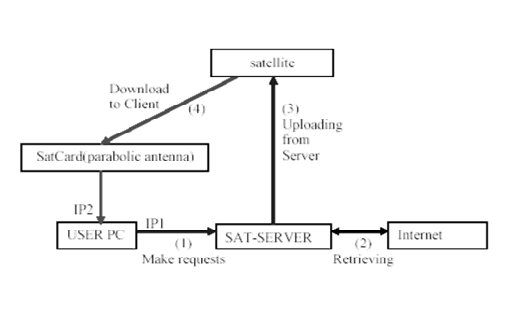 satellite
Download
to Client
(4)
(3)
Uploading
from
Server
SatCard(parabolic antenna)
IP2
IP1
USER PC
(1)
Make requests
SAT-SERVER
(2)
Retrieving
Internet